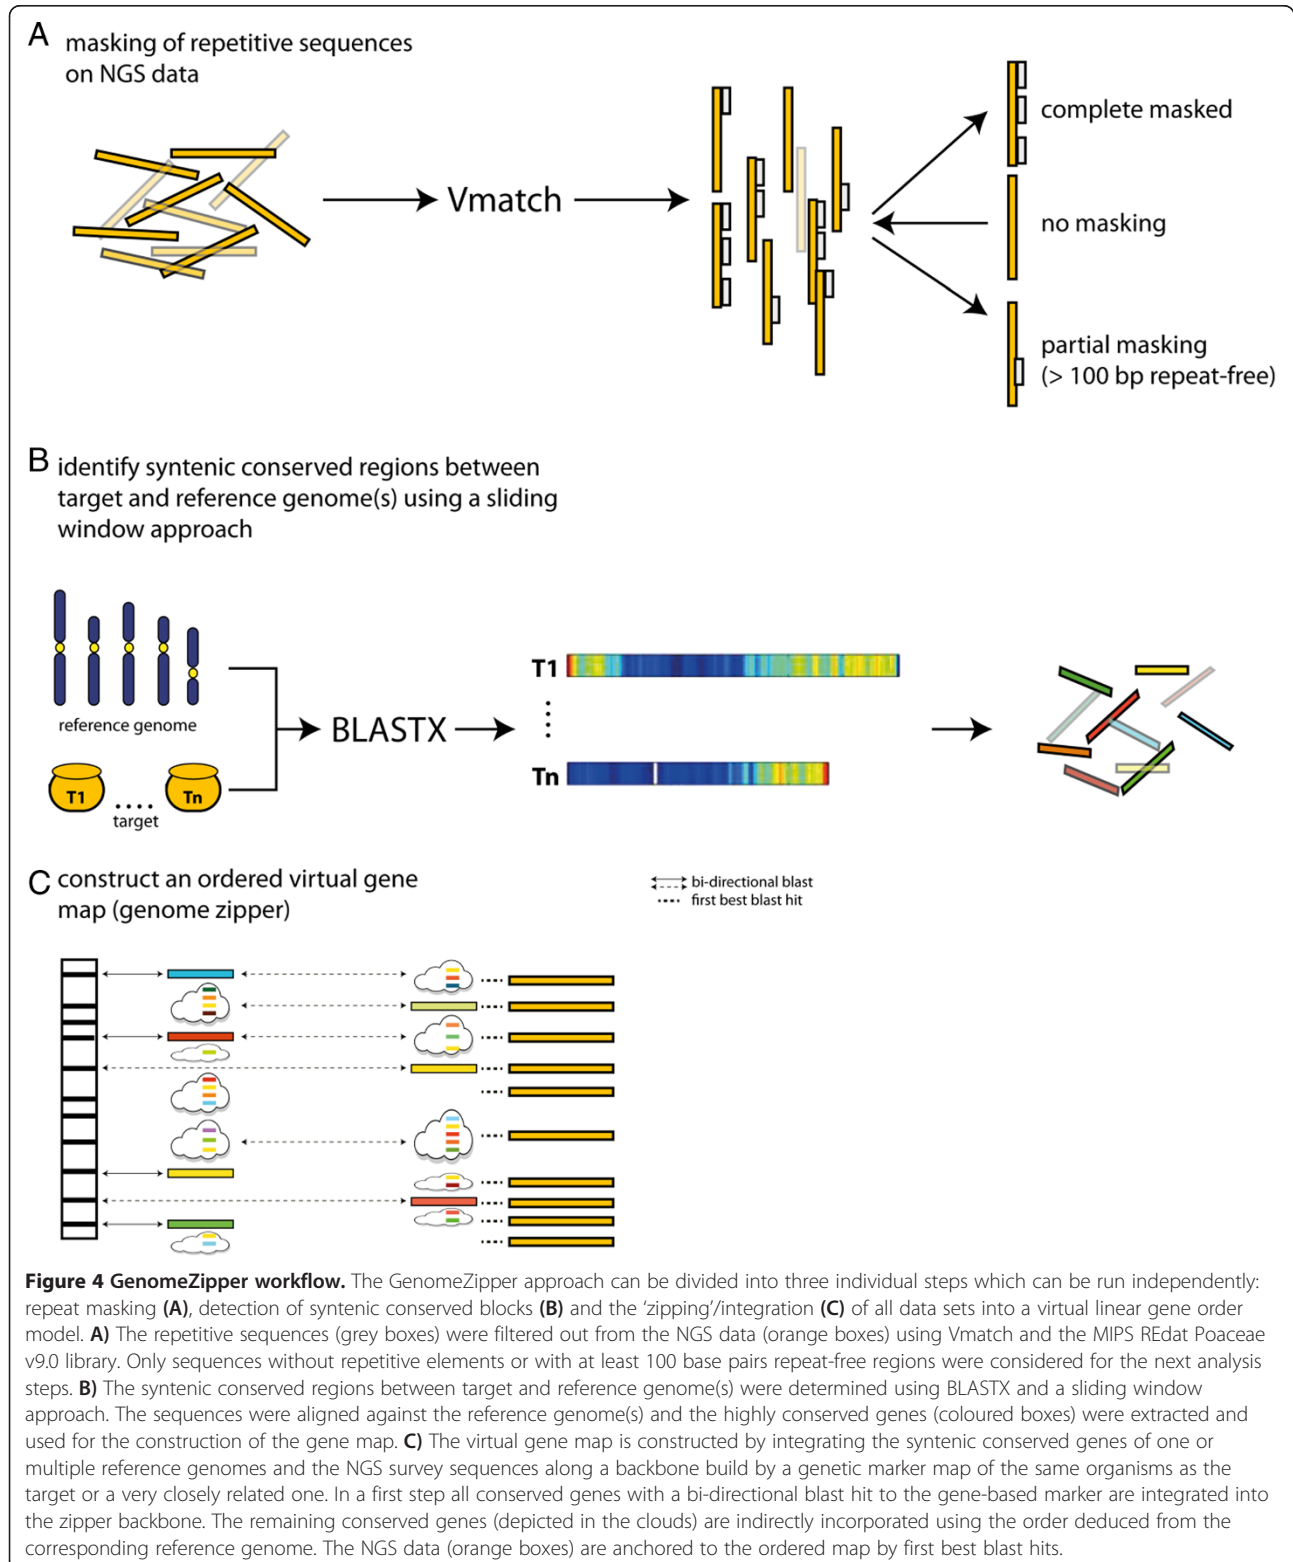 A masking of repetitive sequences
on NGS data
Vmatch
complete masked
no masking
partial masking
(> 100 bp repeat-free)
B identify syntenic conserved regions between
target and reference genome(s) using a sliding
window approach
reference genome
T1 .... Tn
target
BLASTX
T1
Tn
C construct an ordered virtual gene
map (genome zipper)
bi-directional blast
first best blast hit
Figure 4 GenomeZipper workflow. The GenomeZipper approach can be divided into three individual steps which can be run independently:
repeat masking (A), detection of syntenic conserved blocks (B) and the ‘zipping’/integration (C) of all data sets into a virtual linear gene order
model. A) The repetitive sequences (grey boxes) were filtered out from the NGS data (orange boxes) using Vmatch and the MIPS REdat Poaceae
v9.0 library. Only sequences without repetitive elements or with at least 100 base pairs repeat-free regions were considered for the next analysis
steps. B) The syntenic conserved regions between target and reference genome(s) were determined using BLASTX and a sliding window
approach. The sequences were aligned against the reference genome(s) and the highly conserved genes (coloured boxes) were extracted and
used for the construction of the gene map. C) The virtual gene map is constructed by integrating the syntenic conserved genes of one or
multiple reference genomes and the NGS survey sequences along a backbone build by a genetic marker map of the same organisms as the
target or a very closely related one. In a first step all conserved genes with a bi-directional blast hit to the gene-based marker are integrated into
the zipper backbone. The remaining conserved genes (depicted in the clouds) are indirectly incorporated using the order deduced from the
corresponding reference genome. The NGS data (orange boxes) are anchored to the ordered map by first best blast hits.